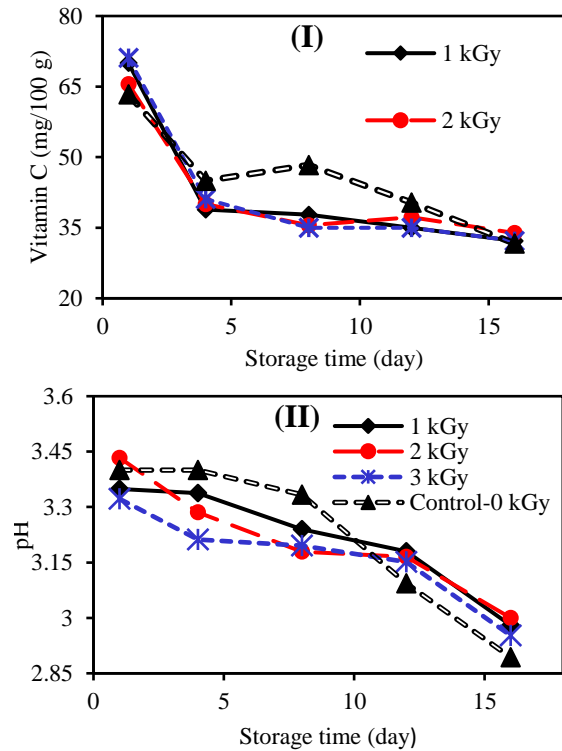 80
(I)
1 kGy
65
2 kGy
50
35
20
Vitamin C (mg/100 g)
0
5
10
15
Storage time (day)
3.6
(II)
1 kGy
2 kGy
3 kGy
Control-0 kGy
3.45
3.3
3.15
3
2.85
pH
0
5
10
15
Storage time (day)